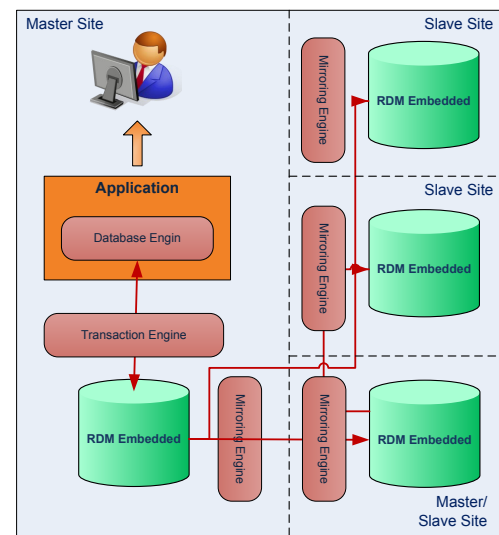 Master Site
Application
Database Engin
Transaction Engine
RDM Embedded
Mirroring Engine
Slave Site
Mirroring Engine
RDM Embedded
Slave Site
Mirroring Engine
RDM Embedded
Mirroring Engine
RDM Embedded
Master/
Slave Site